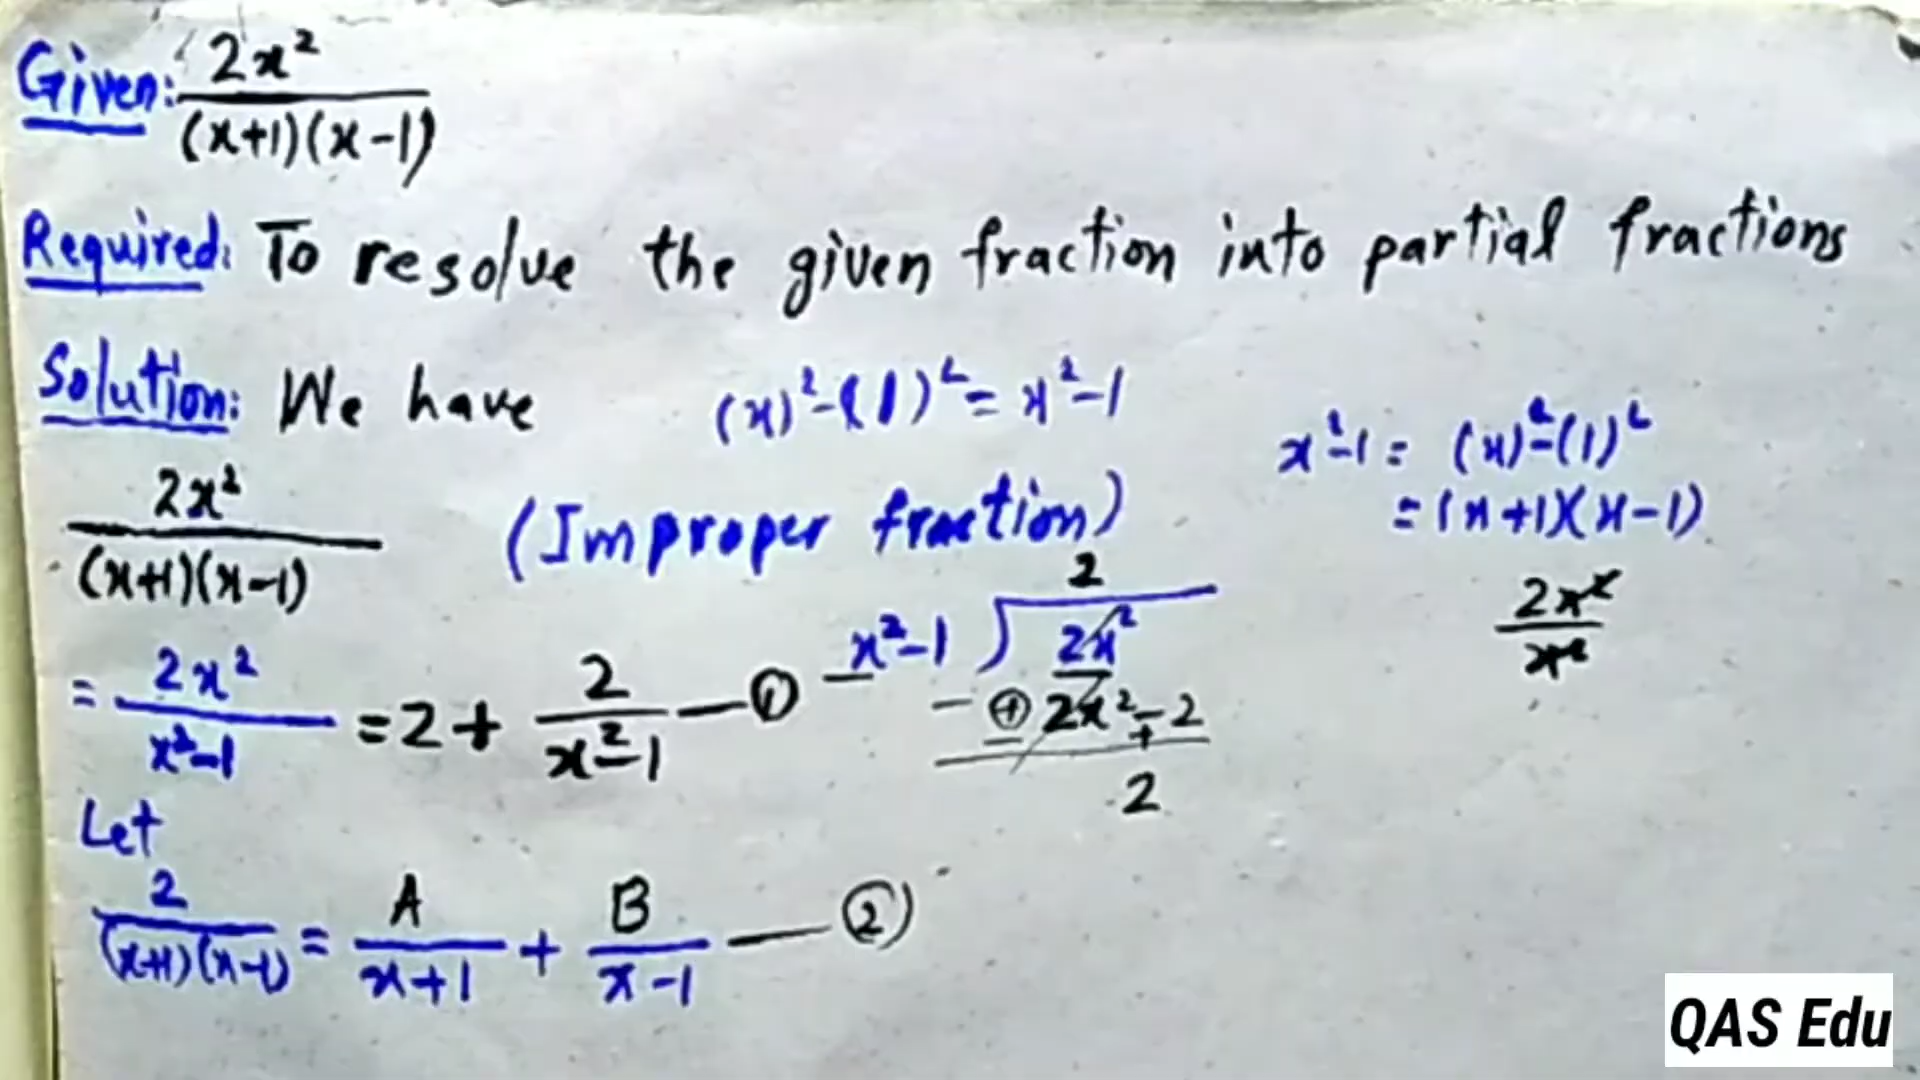 Given: 2x²
(x+1)(x-1)
Required: To resolve the given fraction into partial fractions
Solution: We have
(x)²-(1)² = x²-1
x²-1 = (x)²-(1)²
= (x+1)(x-1)
2x²
(x+1)(x-1)
(Improper fraction)
2
x²-1 ) 2x²
- ⊕ 2x² - 2
+
2
2x²
x²
= 2x² = 2 + 2 — ①
x²-1 x²-1
Let
2 = A + B — ②)
(x+1)(x-1) x+1 x-1
QAS Edu